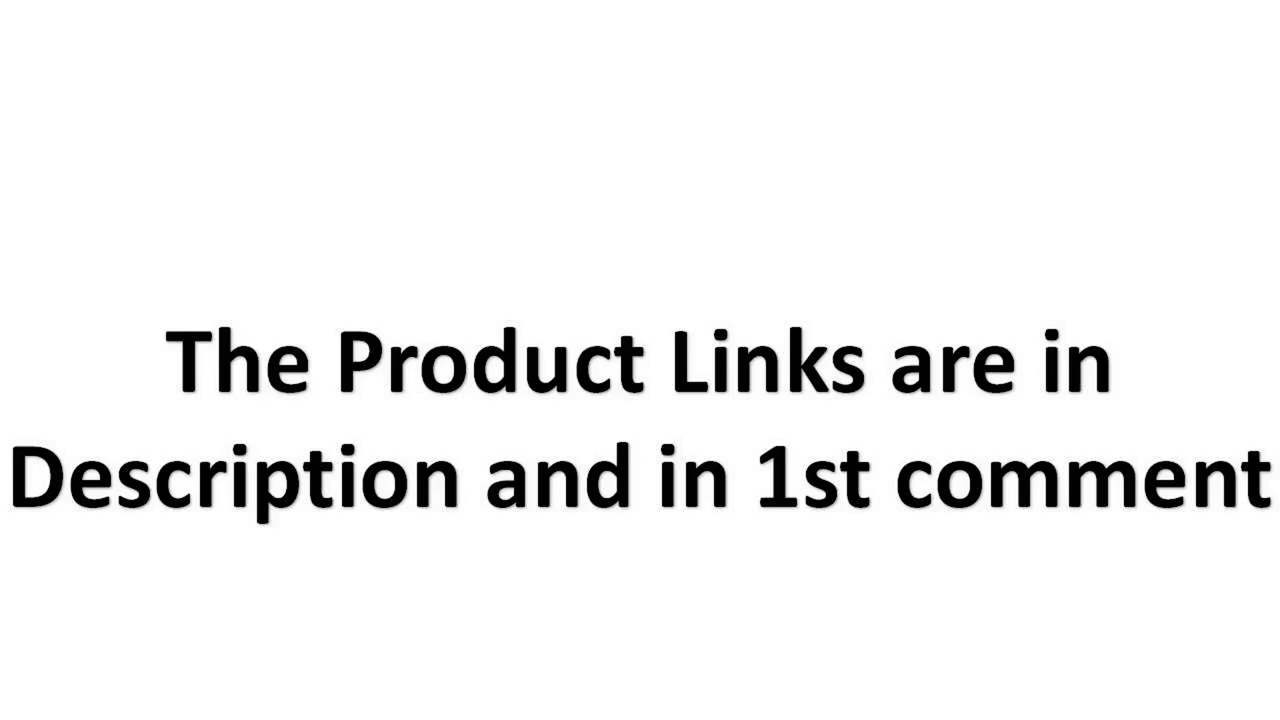 The Product Links are in
Description and in 1st comment